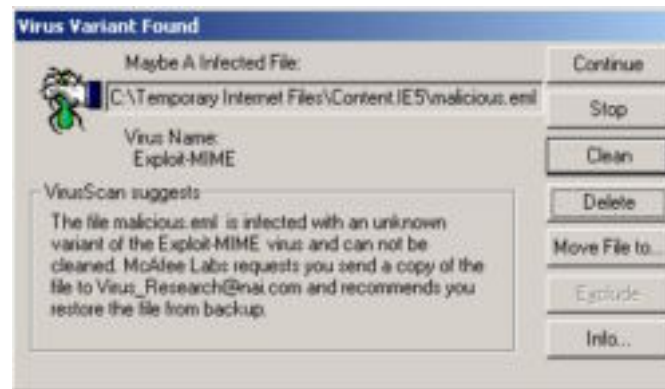 Virus Variant Found
Maybe A Infected File:
C:\Temporary Internet Files\Content.IE5\malicious.eml
Virus Name:
Exploit-MIME
VirusScan suggests
The file malicious.eml is infected with an unknown
variant of the Exploit-MIME virus and can not be
cleaned. McAfee Labs requests you send a copy of the
file to Virus_Research@nai.com and recommends you
restore the file from backup.
Continue
Stop
Clean
Delete
Move File to...
Exclude
Info...